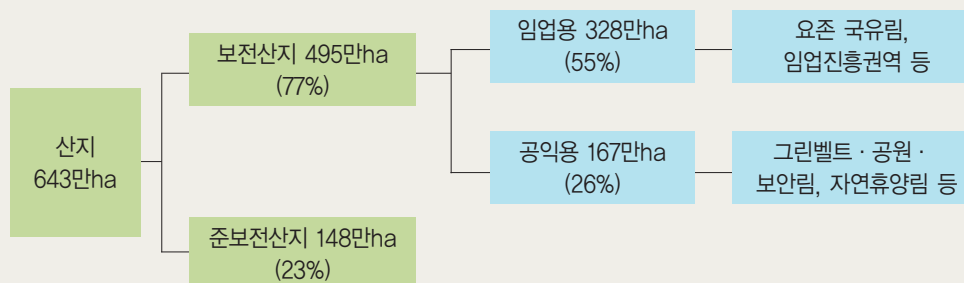 산지
643만ha
보전산지 495만ha
(77%)
준보전산지 148만ha
(23%)
임업용 328만ha
(55%)
공익용 167만ha
(26%)
요존 국유림,
임업진흥권역 등
그린벨트 · 공원 ·
보안림, 자연휴양림 등